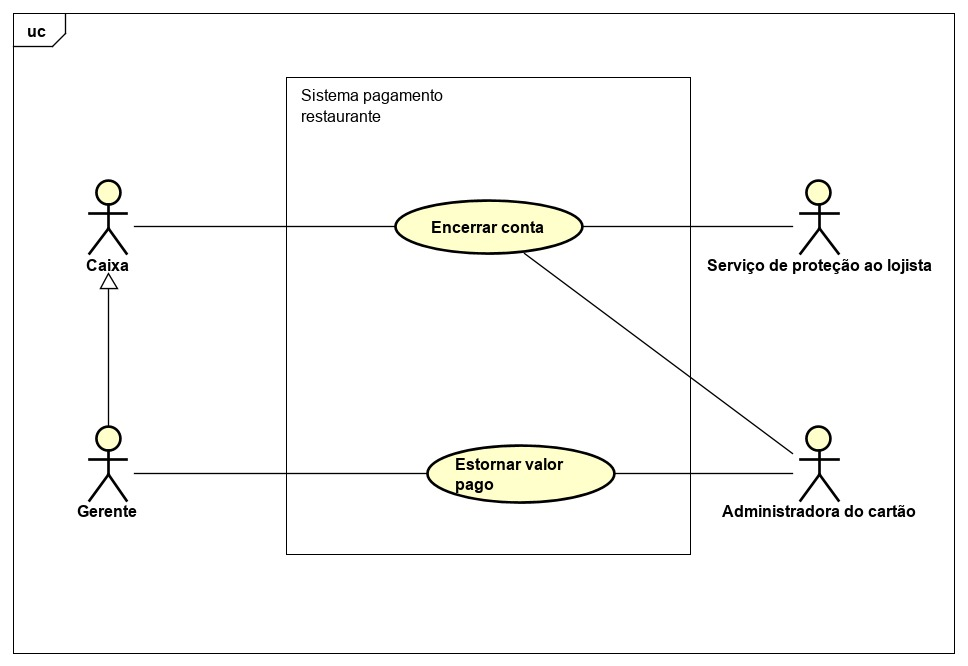 uc
Sistema pagamento
restaurante
Encerrar conta
Caixa
Serviço de proteção ao lojista
Estornar valor
pago
Gerente
Administradora do cartão